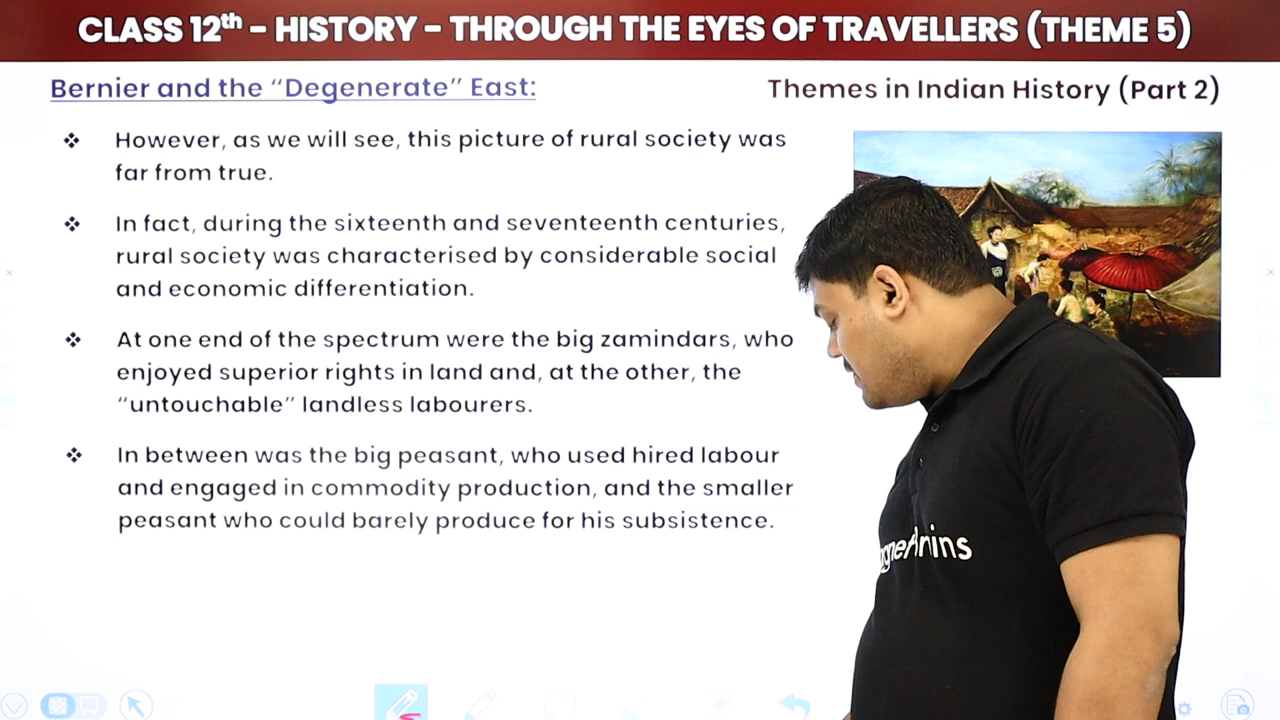 CLASS 12th - HISTORY - THROUGH THE EYES OF TRAVELLERS (THEME 5)
Bernier and the “Degenerate” East:
Themes in Indian History (Part 2)
❖ However, as we will see, this picture of rural society was
far from true.
❖ In fact, during the sixteenth and seventeenth centuries,
rural society was characterised by considerable social
and economic differentiation.
❖ At one end of the spectrum were the big zamindars, who
enjoyed superior rights in land and, at the other, the
“untouchable” landless labourers.
❖ In between was the big peasant, who used hired labour
and engaged in commodity production, and the smaller
peasant who could barely produce for his subsistence.